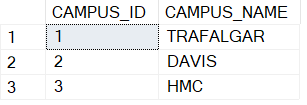 CAMPUS_ID CAMPUS_NAME
1 1 TRAFALGAR
2 2 DAVIS
3 3 HMC